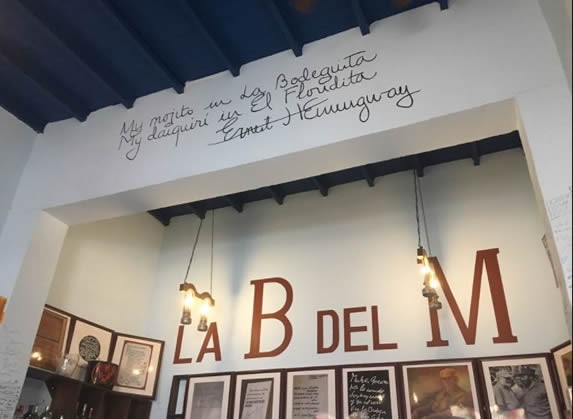 My mojito in La Bodeguita
My daiquiri in El Floridita
Ernest Hemingway
LA B DEL M